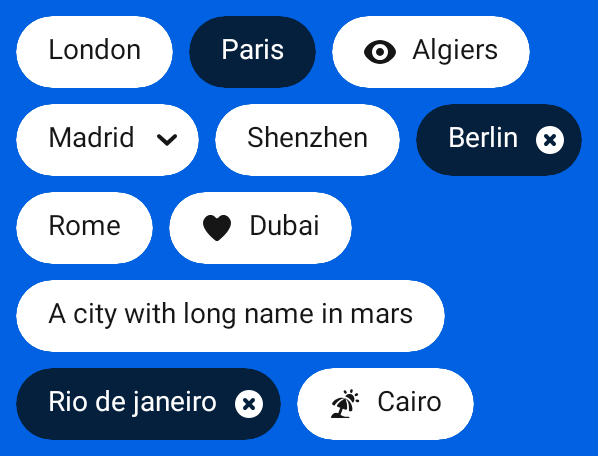 London Paris Algiers
Madrid Shenzhen Berlin
Rome Dubai
A city with long name in mars
Rio de janeiro Cairo